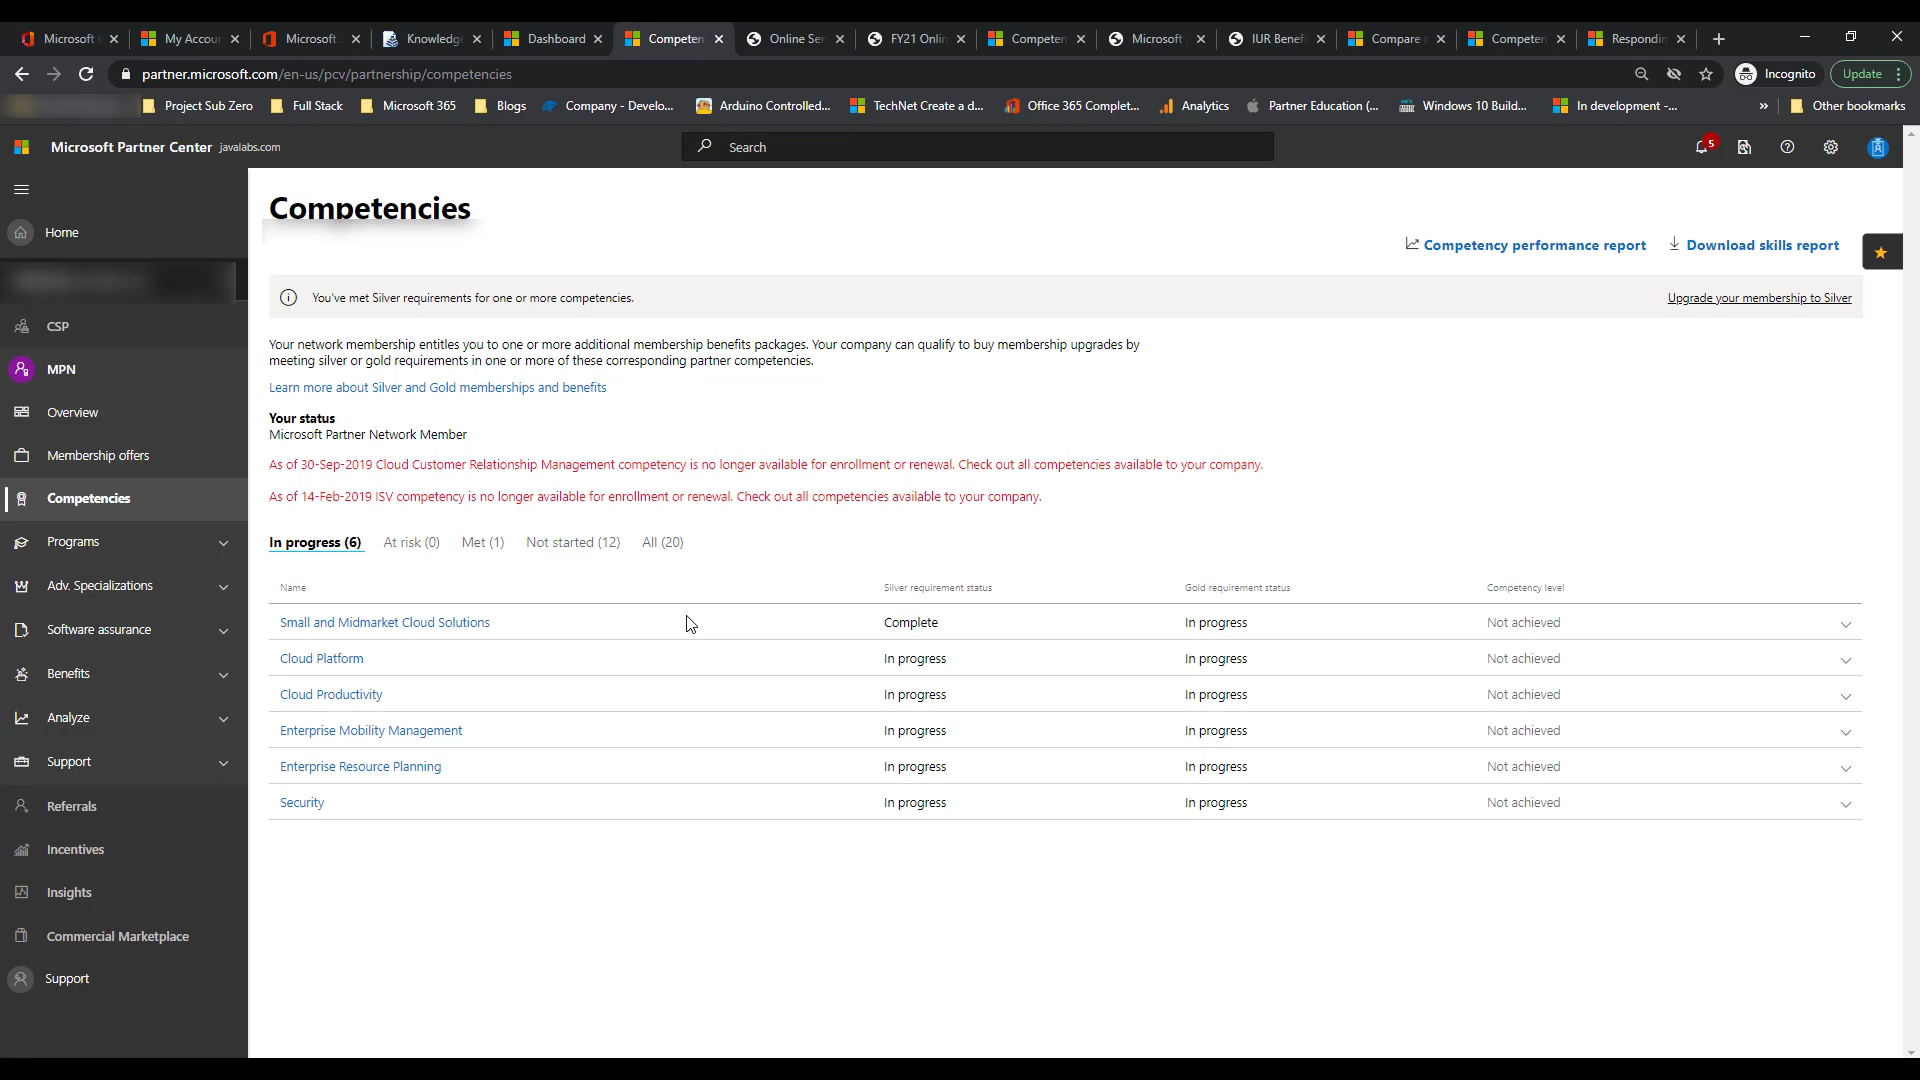 Microsoft
My Accou
Microsoft
Knowledge
Dashboard
Competen
Online Ser
FY21 Onli
Competen
Microsoft
IUR Benef
Compare
Competen
Respondin
partner.microsoft.com/en-us/pcv/partnership/competencies
Incognito
Update
Project Sub Zero
Full Stack
Microsoft 365
Blogs
Company - Develo...
Arduino Controlled...
TechNet Create a d...
Office 365 Complet...
Analytics
Partner Education (...
Windows 10 Build...
In development -...
»
Other bookmarks
Microsoft Partner Center javalabs.com
Search
5
Home
CSP
MPN
Overview
Membership offers
Competencies
Programs
Adv. Specializations
Software assurance
Benefits
Analyze
Support
Referrals
Incentives
Insights
Commercial Marketplace
Support
Competencies
Competency performance report
Download skills report
You've met Silver requirements for one or more competencies.
Upgrade your membership to Silver
Your network membership entitles you to one or more additional membership benefits packages. Your company can qualify to buy membership upgrades by
meeting silver or gold requirements in one or more of these corresponding partner competencies.
Learn more about Silver and Gold memberships and benefits
Your status
Microsoft Partner Network Member
As of 30-Sep-2019 Cloud Customer Relationship Management competency is no longer available for enrollment or renewal. Check out all competencies available to your company.
As of 14-Feb-2019 ISV competency is no longer available for enrollment or renewal. Check out all competencies available to your company.
In progress (6)
At risk (0)
Met (1)
Not started (12)
All (20)
Name
Silver requirement status
Gold requirement status
Competency level
Small and Midmarket Cloud Solutions
Complete
In progress
Not achieved
Cloud Platform
In progress
In progress
Not achieved
Cloud Productivity
In progress
In progress
Not achieved
Enterprise Mobility Management
In progress
In progress
Not achieved
Enterprise Resource Planning
In progress
In progress
Not achieved
Security
In progress
In progress
Not achieved